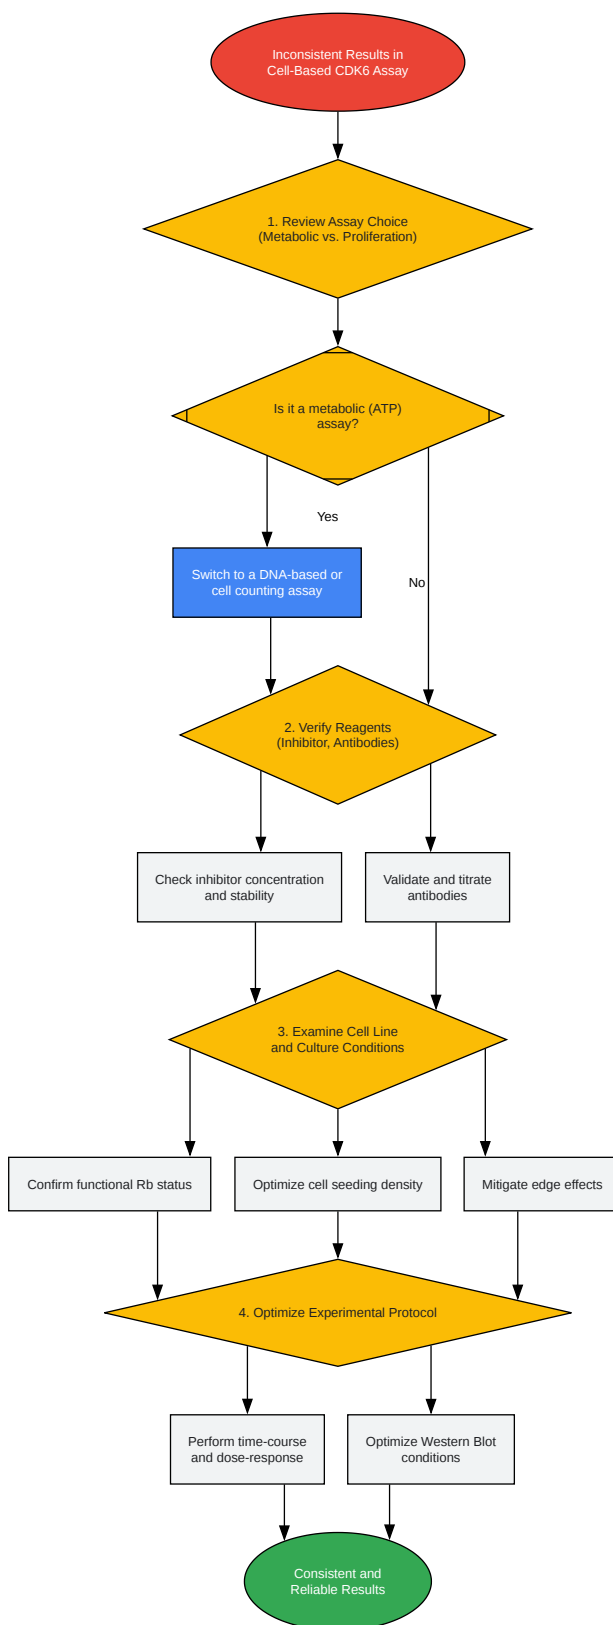 Inconsistent Results in
Cell-Based CDK6 Assay
1. Review Assay Choice
(Metabolic vs. Proliferation)
Is it a metabolic (ATP)
assay?
Yes
Switch to a DNA-based or
cell counting assay
No
2. Verify Reagents
(Inhibitor, Antibodies)
Check inhibitor concentration
and stability
Validate and titrate
antibodies
3. Examine Cell Line
and Culture Conditions
Confirm functional Rb status
Optimize cell seeding density
Mitigate edge effects
4. Optimize Experimental Protocol
Perform time-course
and dose-response
Optimize Western Blot
conditions
Consistent and
Reliable Results